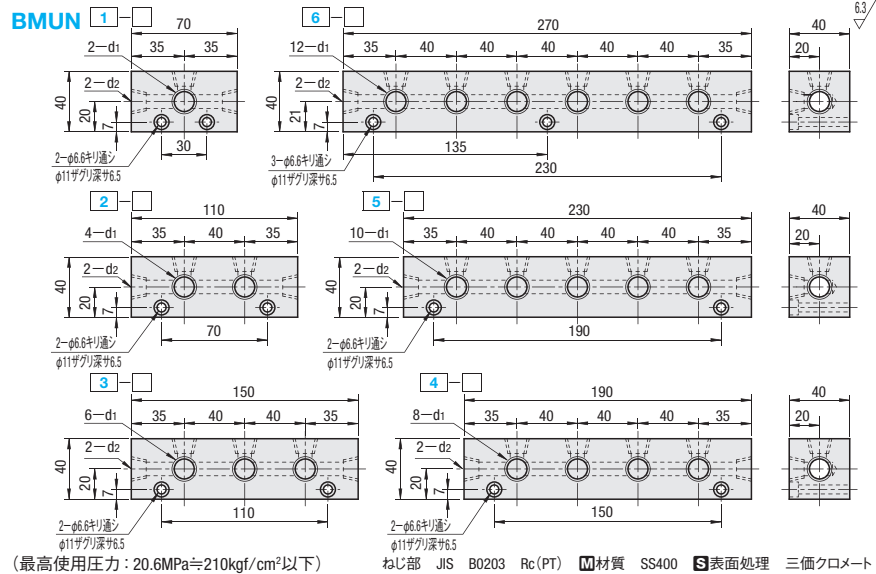 BMUN 1－□
70
35 35
2－d1
2－d2
40
20
7
30
2－φ6.6キリ通シ
φ11ザグリ深サ6.5
6－□
270
35 40 40 40 40 40 35
12－d1
2－d2
40
21
7
135
230
3－φ6.6キリ通シ
φ11ザグリ深サ6.5
6.3
40
20
2－□
110
35 40 35
4－d1
2－d2
40
20
7
70
2－φ6.6キリ通シ
φ11ザグリ深サ6.5
5－□
230
35 40 40 40 40 35
10－d1
2－d2
40
20
7
190
2－φ6.6キリ通シ
φ11ザグリ深サ6.5
40
20
3－□
150
35 40 40 35
6－d1
2－d2
40
20
7
110
2－φ6.6キリ通シ
φ11ザグリ深サ6.5
4－□
190
35 40 40 40 35
8－d1
2－d2
40
20
7
150
2－φ6.6キリ通シ
φ11ザグリ深サ6.5
40
20
（最高使用圧力：20.6MPa≒210kgf/cm²以下） ねじ部 JIS B0203 Rc(PT) M材質 SS400 S表面処理 三価クロメート